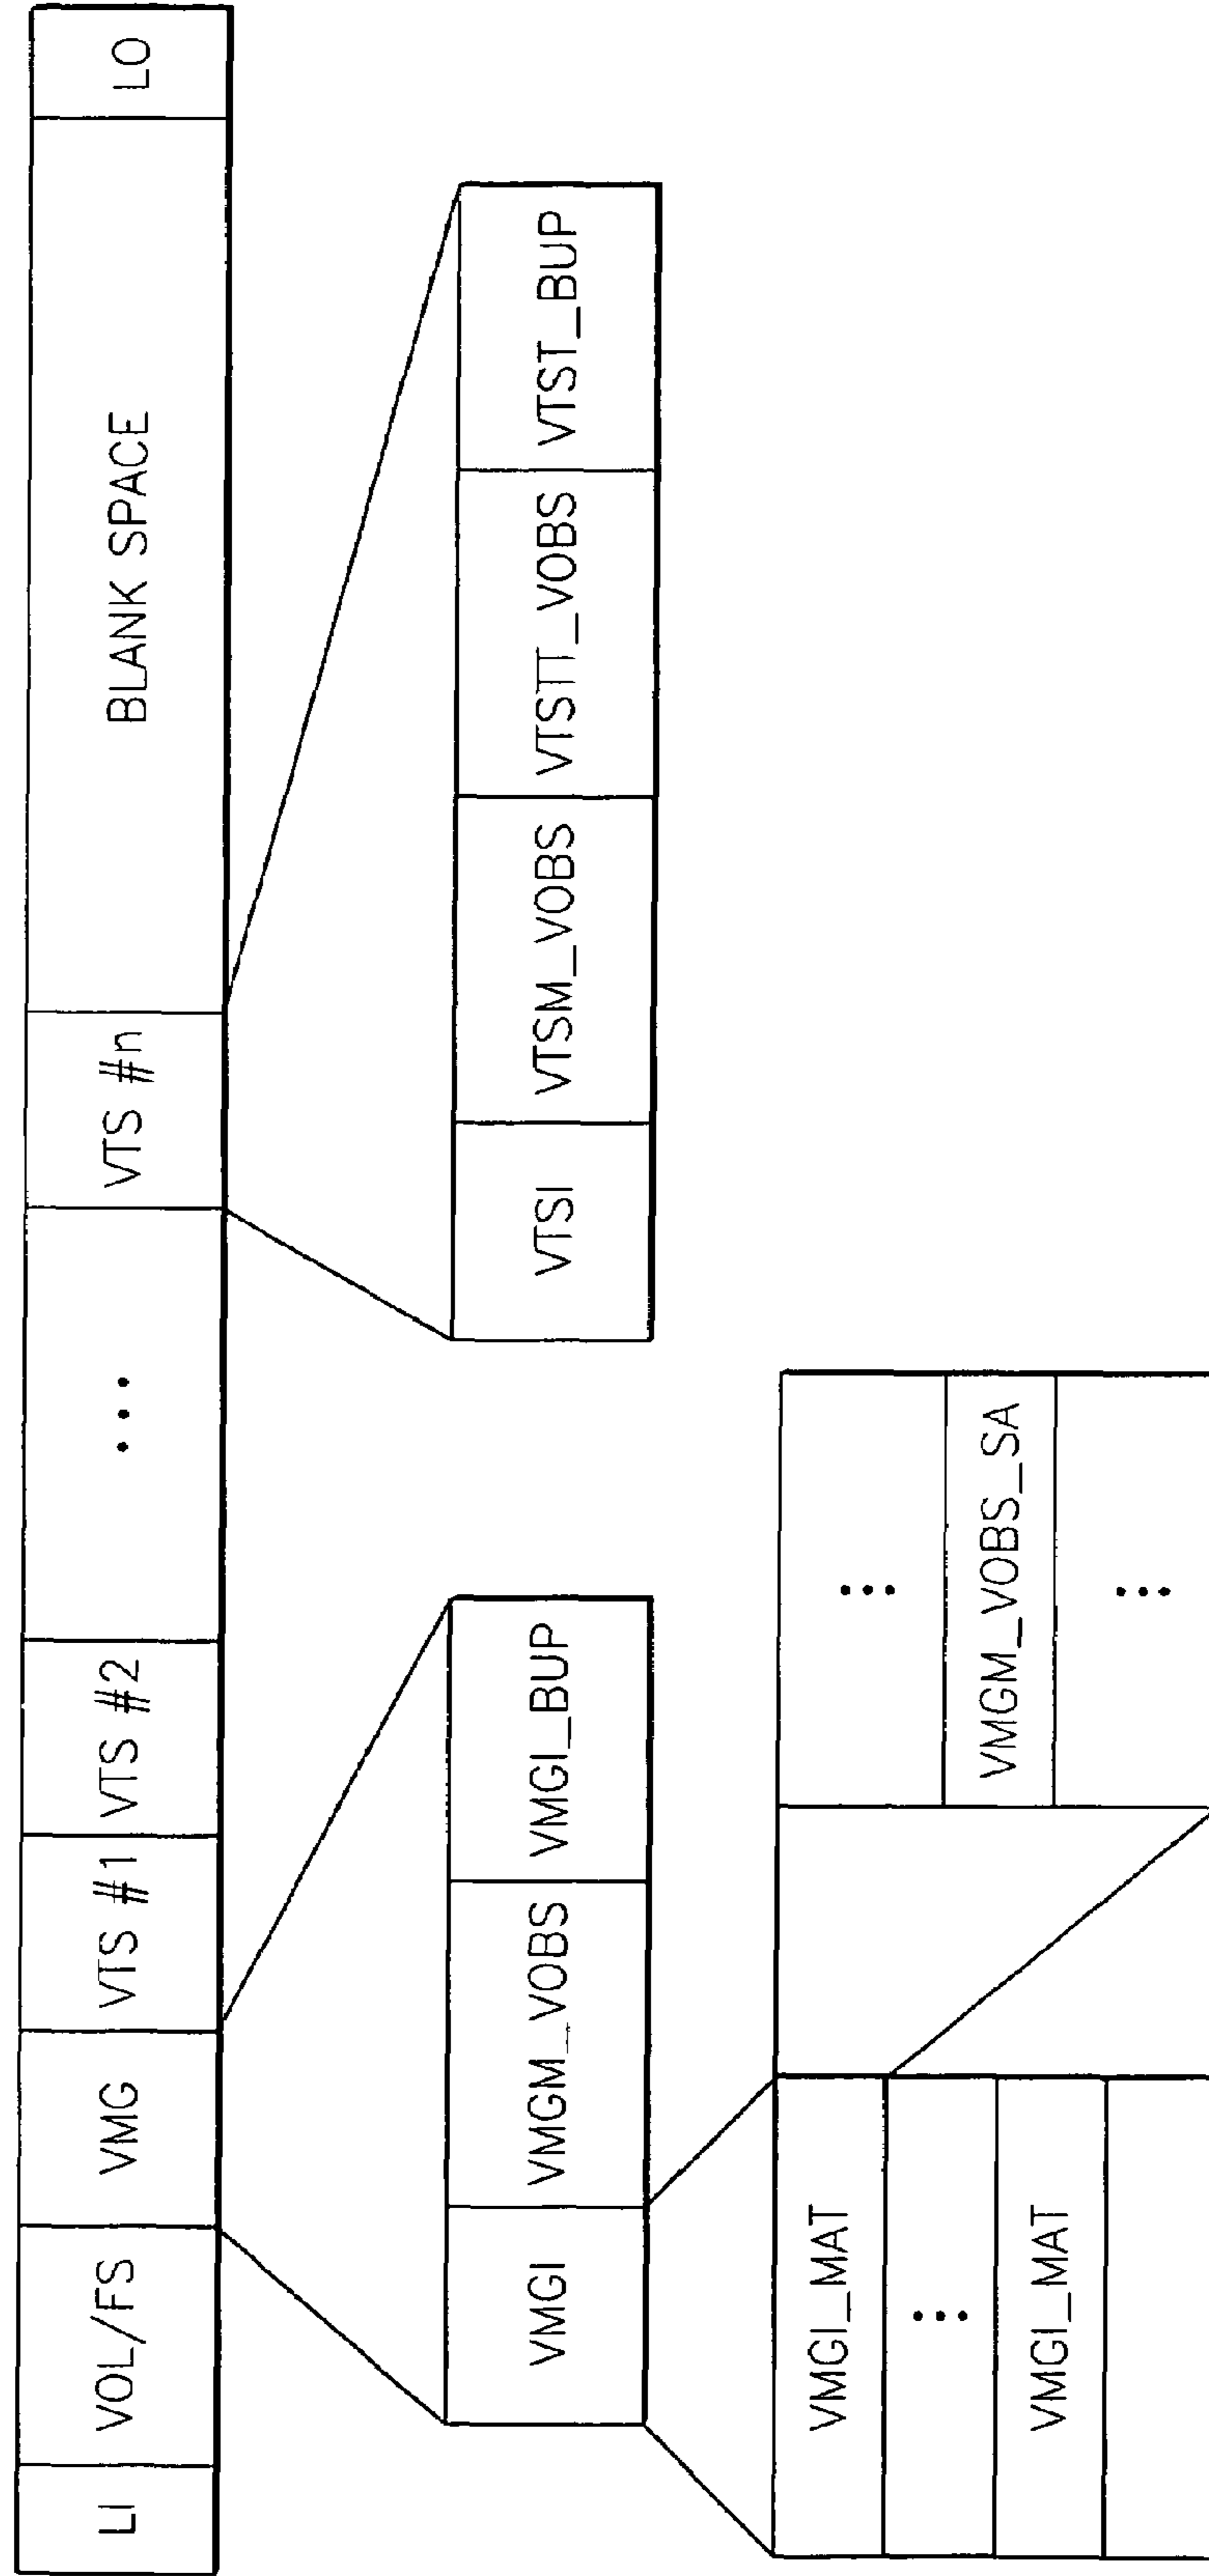 LI
VOL/FS
VMG
VTS #1
VTS #2
...
VTS #n
BLANK SPACE
LO
VMGI
VMGM_VOBS
VMGI_BUP
VTSI
VTSM_VOBS
VTSTT_VOBS
VTST_BUP
VMGI_MAT
...
VMGI_MAT
...
VMGM_VOBS_SA
...